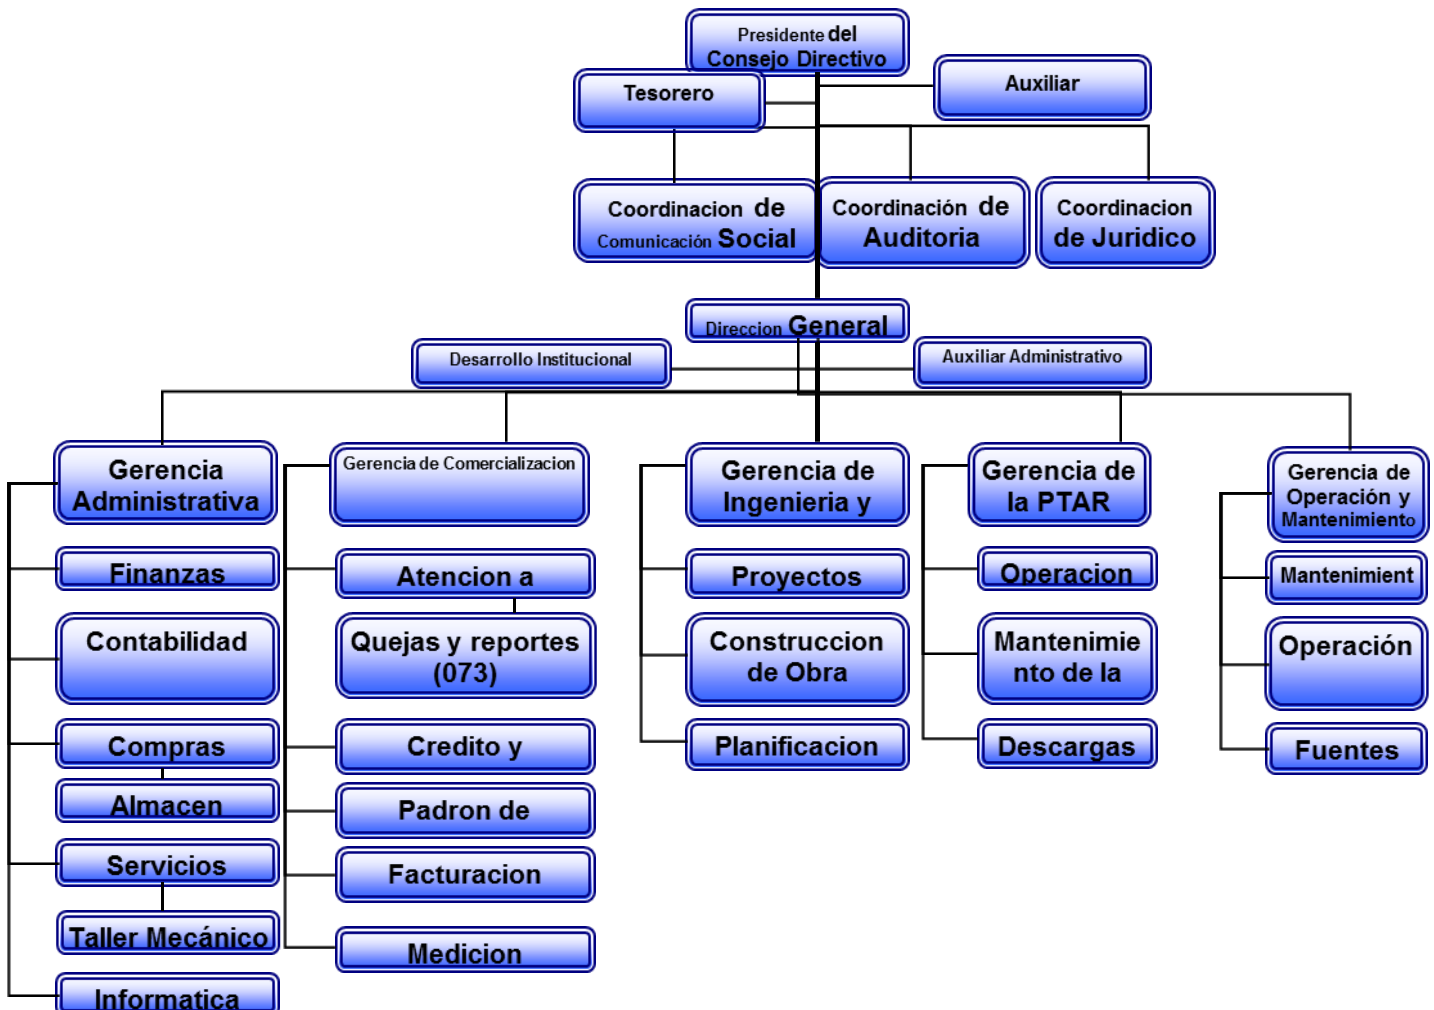 Presidente del
Consejo Directivo
Tesorero
Auxiliar
Coordinacion de
Comunicación Social
Coordinación de
Auditoria
Coordinacion
de Juridico
Direccion General
Desarrollo Institucional
Auxiliar Administrativo
Gerencia
Administrativa
Finanzas
Contabilidad
Compras
Almacen
Servicios
Taller Mecánico
Informatica
Gerencia de Comercializacion
Atencion a
Quejas y reportes
(073)
Credito y
Padron de
Facturacion
Medicion
Gerencia de
Ingenieria y
Proyectos
Construccion
de Obra
Planificacion
Gerencia de
la PTAR
Operacion
Mantenimie
nto de la
Descargas
Gerencia de
Operación y
Mantenimiento
Mantenimient
Operación
Fuentes